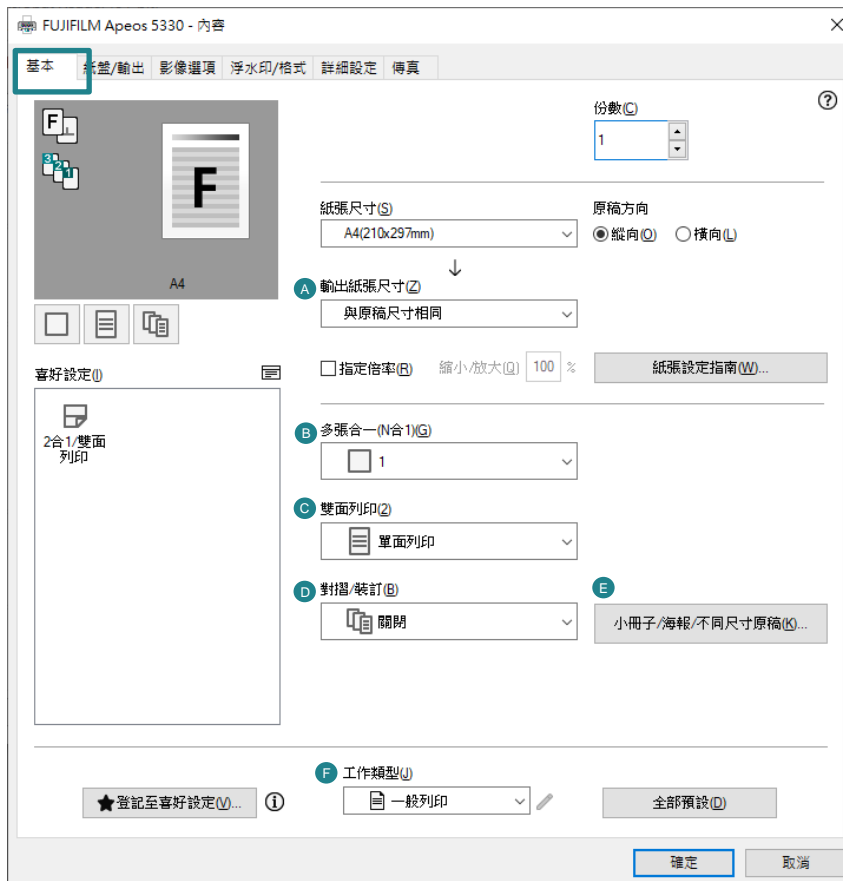 FUJIFILM Apeos 5330 - 內容
基本 紙盤/輸出 影像選項 浮水印/格式 詳細設定 傳真
F
3 2 1
F
A4
份數(C)
1
紙張尺寸(S)
A4(210x297mm)
原稿方向
縱向(O) 橫向(L)
A 輸出紙張尺寸(Z)
與原稿尺寸相同
指定倍率(R) 縮小/放大(Q) 100 %
紙張設定指南(W)...
喜好設定(I)
2合1/雙面
列印
B 多張合一(N合1)(G)
1
C 雙面列印(2)
單面列印
D 對摺/裝訂(B)
關閉
E
小冊子/海報/不同尺寸原稿(K)...
F 工作類型(J)
一般列印
登記至喜好設定(V)...
全部預設(D)
確定
取消